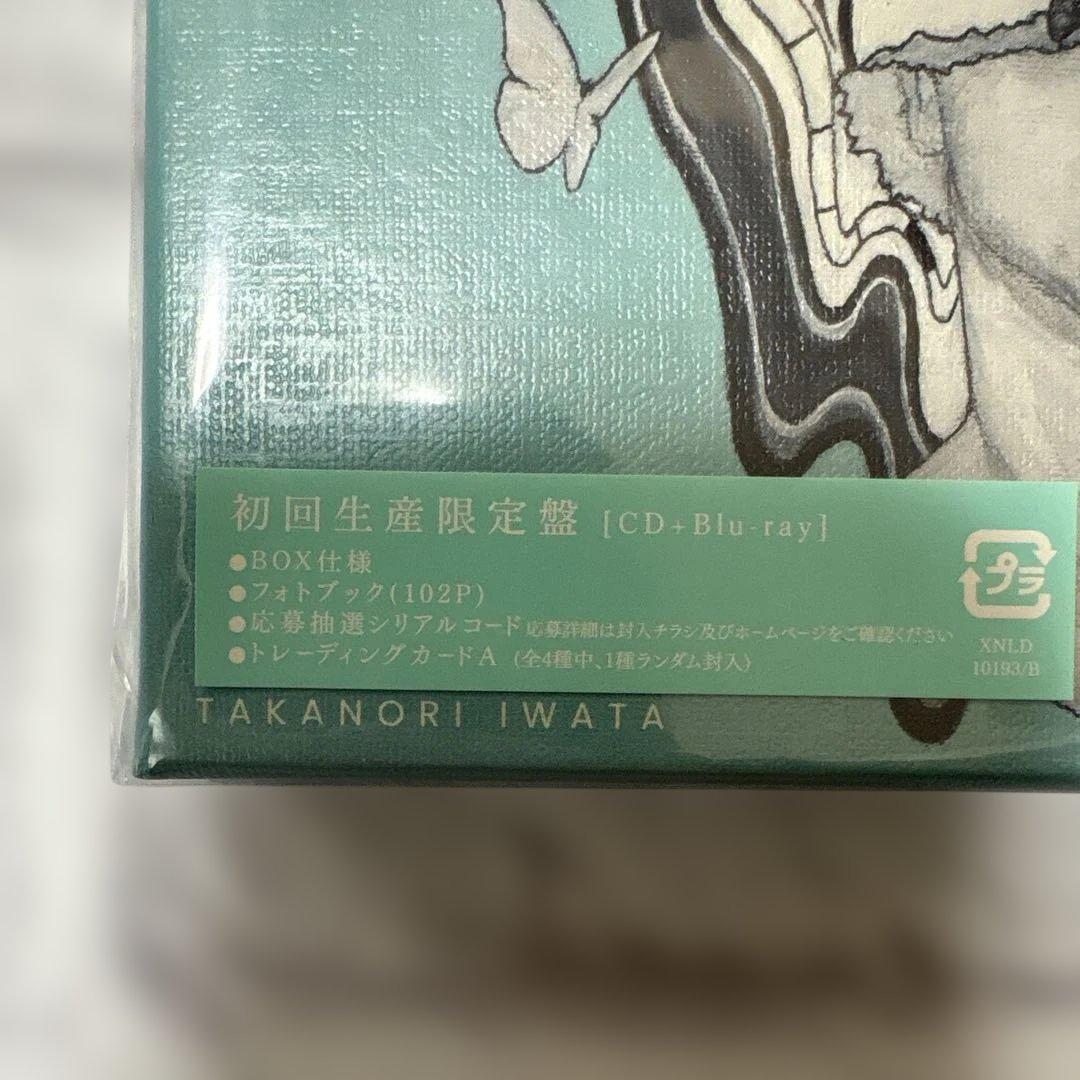 初回生産限定盤 [CD+Blu-ray]
●BOX仕様
●フォトブック(102P)
●応募抽選シリアルコード 応募詳細は封入チラシ及びホームページをご確認ください
●トレーディングカードA (全4種中、1種ランダム封入)
プラ
XNLD
10193/B
TAKANORI IWATA